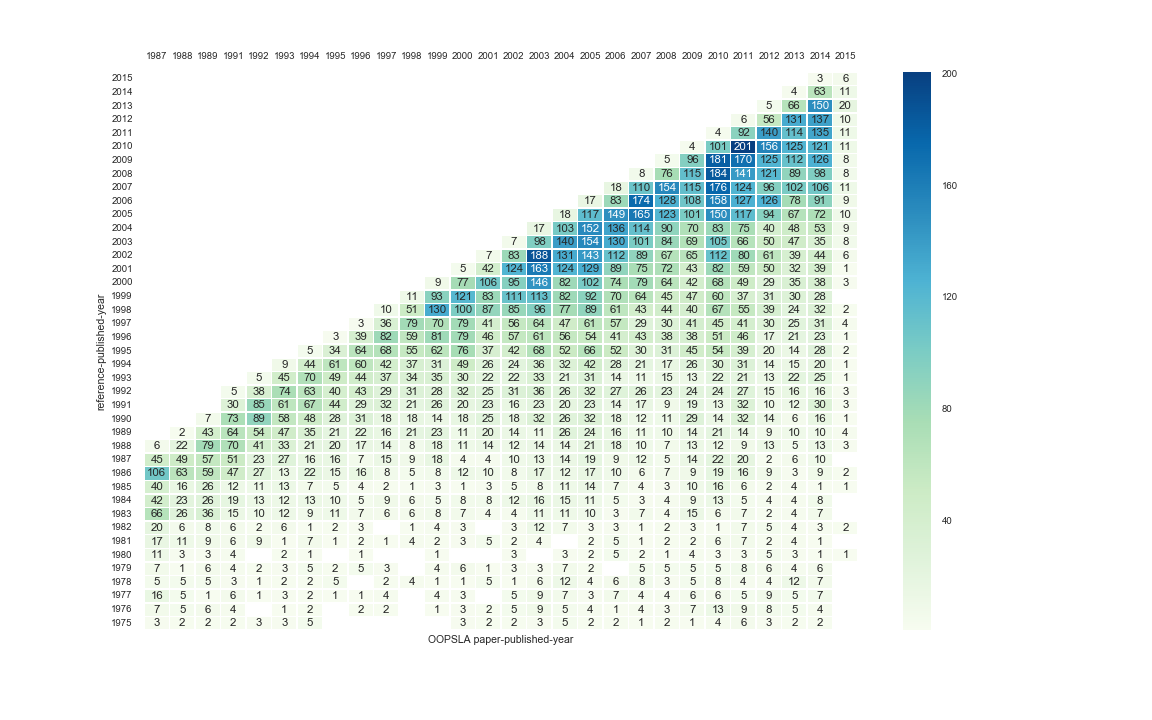 1987 1988 1989 1991 1992 1993 1994 1995 1996 1997 1998 1999 2000 2001 2002 2003 2004 2005 2006 2007 2008 2009 2010 2011 2012 2013 2014 2015
2015 3 6
2014 4 63 11
2013 5 66 150 20
2012 6 56 131 137 10
2011 4 92 140 114 135 11
2010 4 101 201 156 125 121 11
2009 5 96 181 170 125 112 126 8
2008 8 76 115 184 141 121 89 98 8
2007 18 110 154 115 176 124 96 102 106 11
2006 17 83 174 128 108 158 127 126 78 91 9
2005 18 117 149 165 123 101 150 117 94 67 72 10
2004 17 103 152 136 114 90 70 83 75 40 48 53 9
2003 7 98 140 154 130 101 84 69 105 66 50 47 35 8
2002 7 83 188 131 143 112 89 67 65 112 80 61 39 44 6
2001 5 42 124 163 124 129 89 75 72 43 82 59 50 32 39 1
2000 9 77 106 95 146 82 102 74 79 64 42 68 49 29 35 38 3
1999 11 93 121 83 111 113 82 92 70 64 45 47 60 37 31 30 28
1998 10 51 130 100 87 85 96 77 89 61 63 44 40 67 55 39 24 32 2
1997 3 36 79 70 79 41 56 64 47 61 57 29 30 41 45 41 30 25 31 4
1996 3 39 82 59 81 79 46 57 61 56 54 41 43 38 38 51 46 17 21 23 1
1995 5 34 64 68 55 62 76 37 42 68 52 66 52 30 31 45 54 39 20 14 28 2
1994 9 44 61 60 42 37 31 49 26 24 36 32 42 28 21 17 26 30 31 14 15 20 1
1993 5 45 70 49 44 37 34 35 30 22 22 33 21 31 14 11 15 13 22 21 13 22 25 1
1992 5 38 74 63 40 43 29 31 28 32 25 31 36 26 32 27 26 23 24 24 27 15 16 16 3
1991 30 85 61 67 44 29 32 21 26 20 23 16 23 20 23 14 17 9 19 13 32 10 12 30 3
1990 7 73 89 58 48 28 31 18 18 14 18 25 18 32 26 32 18 12 11 29 14 32 14 6 16 1
1989 2 43 64 54 47 35 21 22 16 21 23 11 20 14 11 26 24 16 11 10 14 21 14 9 10 10 4
1988 6 22 79 70 41 33 21 20 17 14 8 18 11 14 12 14 14 21 18 10 7 13 12 9 13 5 13 3
1987 45 49 57 51 23 27 16 16 7 15 9 18 4 4 10 13 14 19 9 12 5 14 22 20 2 6 10
1986 106 63 59 47 27 13 22 15 16 8 5 8 12 10 8 17 12 17 10 6 7 9 19 16 9 3 9 2
1985 40 16 26 12 11 13 7 5 4 2 1 3 1 3 5 8 11 14 7 4 3 10 16 6 2 4 1 1
1984 42 23 26 19 13 12 13 10 5 9 6 5 8 8 12 16 15 11 5 3 4 9 13 5 4 4 8
1983 66 26 36 15 10 12 9 11 7 6 6 8 7 4 4 11 11 10 3 7 4 15 6 7 2 4 7
1982 20 6 8 6 2 6 1 2 3 1 4 3 3 12 7 3 3 1 2 3 1 7 5 4 3 2
1981 17 11 9 6 9 1 7 1 2 1 4 2 3 5 2 4 2 5 1 2 2 6 7 2 4 1
1980 11 3 3 4 2 1 1 1 3 3 2 5 2 1 4 3 3 5 3 1 1
1979 7 1 6 4 2 3 5 2 5 3 4 6 1 3 3 7 2 5 5 5 5 8 6 4 6
1978 5 5 5 3 1 2 2 5 2 4 1 1 5 1 6 12 4 6 8 3 5 8 4 4 12 7
1977 16 5 1 6 1 3 2 1 1 4 4 3 5 9 7 3 7 4 4 6 6 5 9 5 7
1976 7 5 6 4 1 2 2 2 1 3 2 5 9 5 4 1 4 3 7 13 9 8 5 4
1975 3 2 2 2 3 3 5 3 2 2 3 5 2 2 1 2 1 4 6 3 2 2
reference-published-year
OOPSLA paper-published-year
200
160
120
80
40